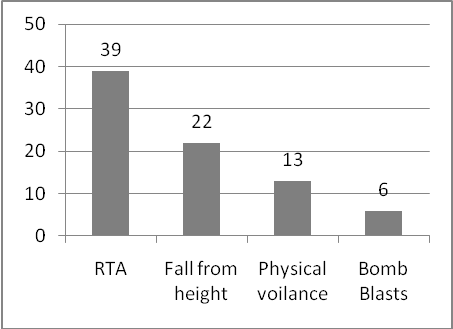 50
40
30
20
10
0
39
22
13
6
RTA
Fall from
height
Physical
voilance
Bomb
Blasts